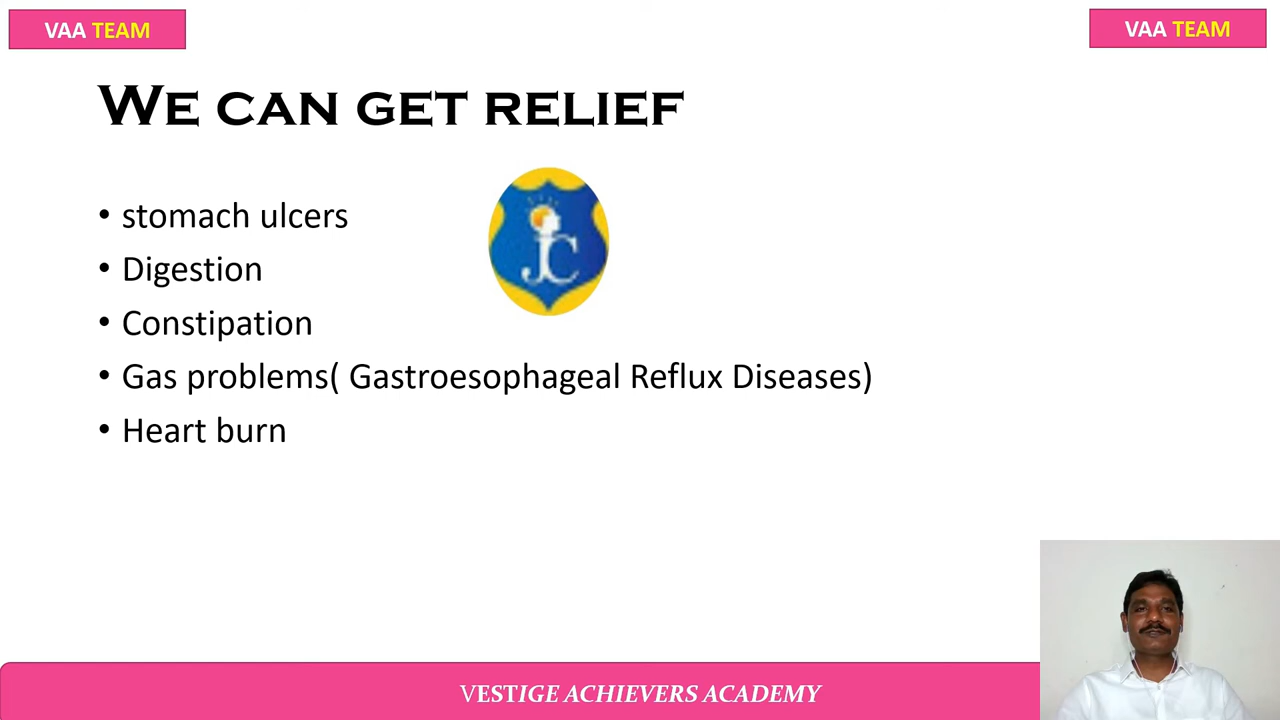 VAA TEAM
VAA TEAM
WE CAN GET RELIEF
JC
• stomach ulcers
• Digestion
• Constipation
• Gas problems( Gastroesophageal Reflux Diseases)
• Heart burn
VESTIGE ACHIEVERS ACADEMY